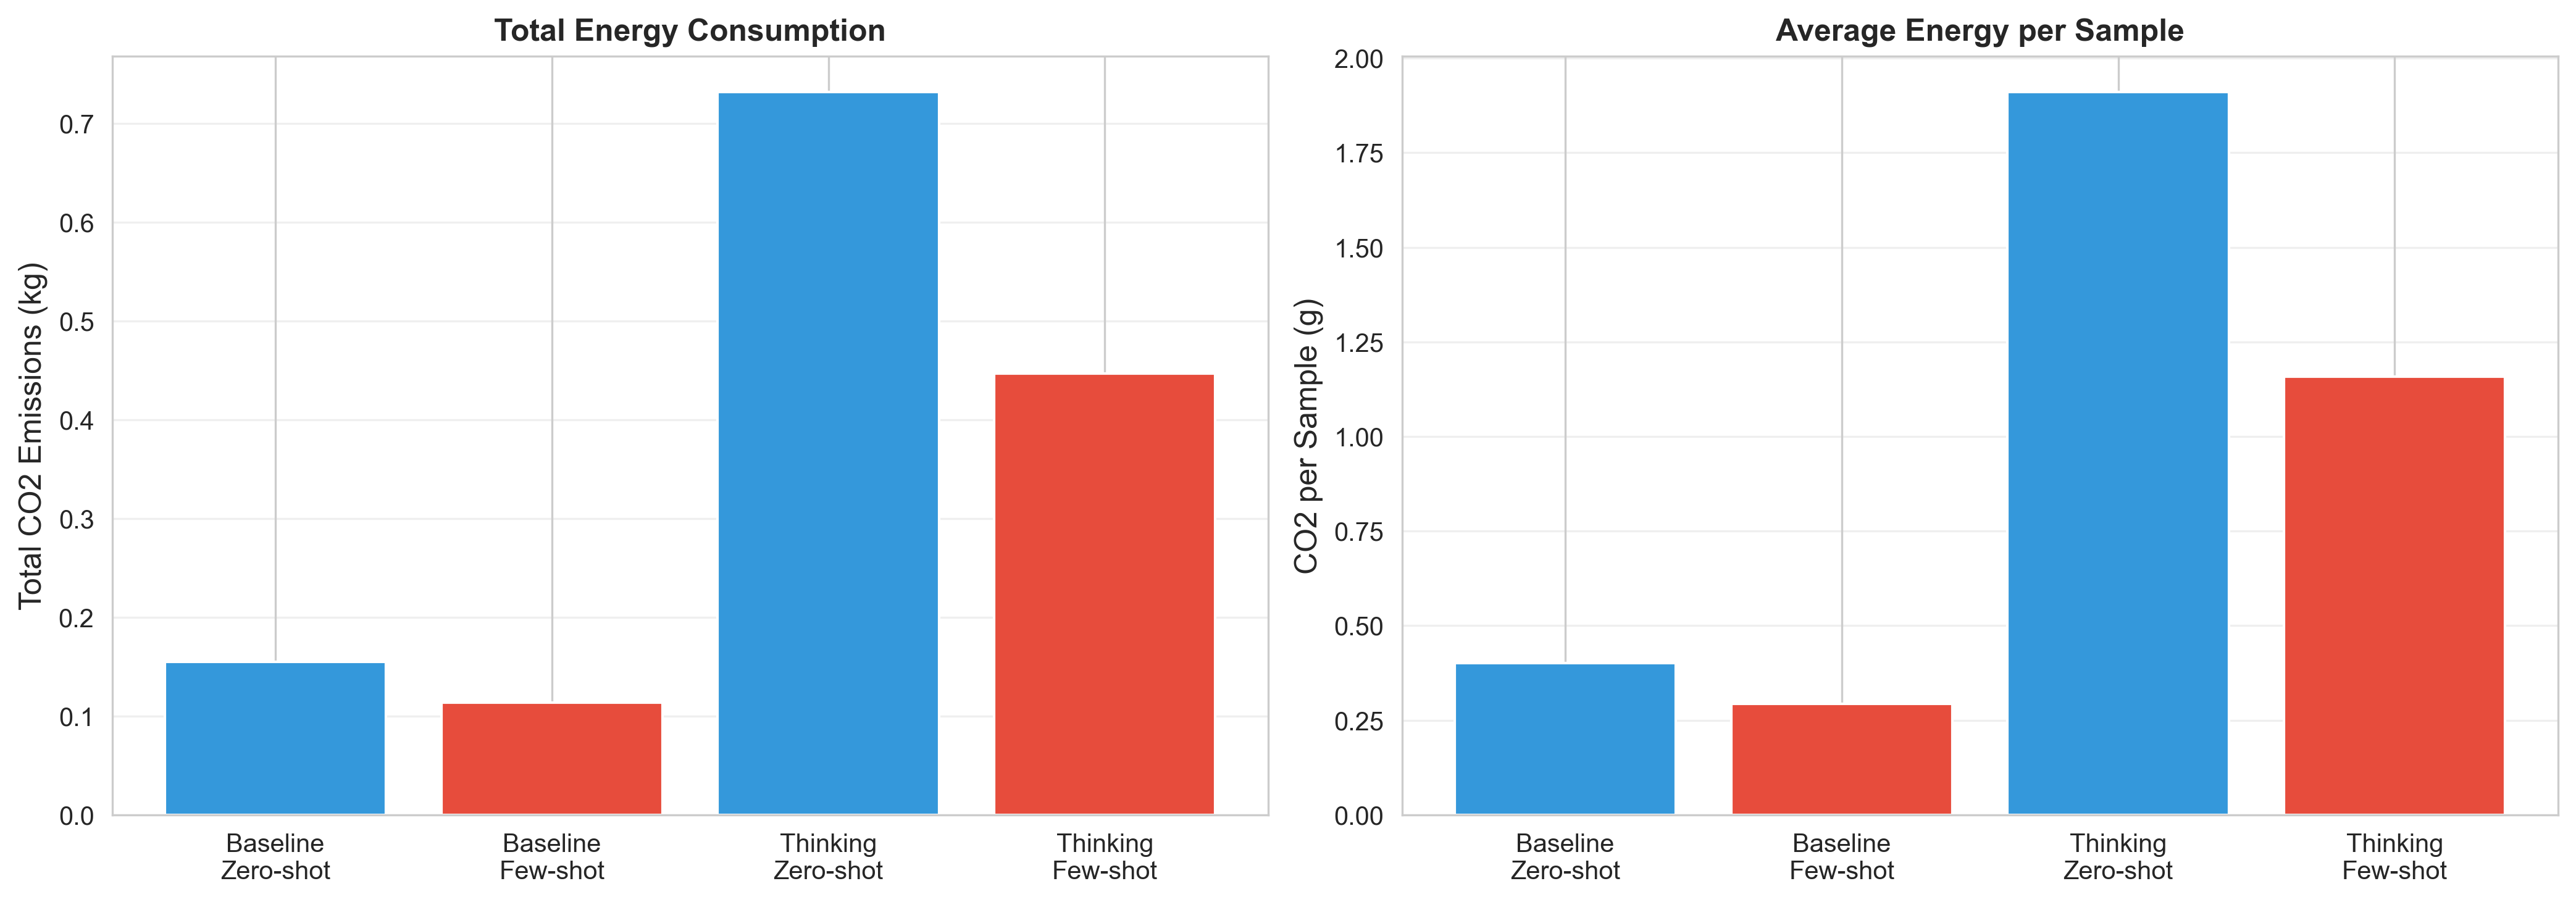 Total Energy Consumption
Total CO2 Emissions (kg)
0.7
0.6
0.5
0.4
0.3
0.2
0.1
0.0
Baseline
Zero-shot
Baseline
Few-shot
Thinking
Zero-shot
Thinking
Few-shot
Average Energy per Sample
CO2 per Sample (g)
2.00
1.75
1.50
1.25
1.00
0.75
0.50
0.25
0.00
Baseline
Zero-shot
Baseline
Few-shot
Thinking
Zero-shot
Thinking
Few-shot